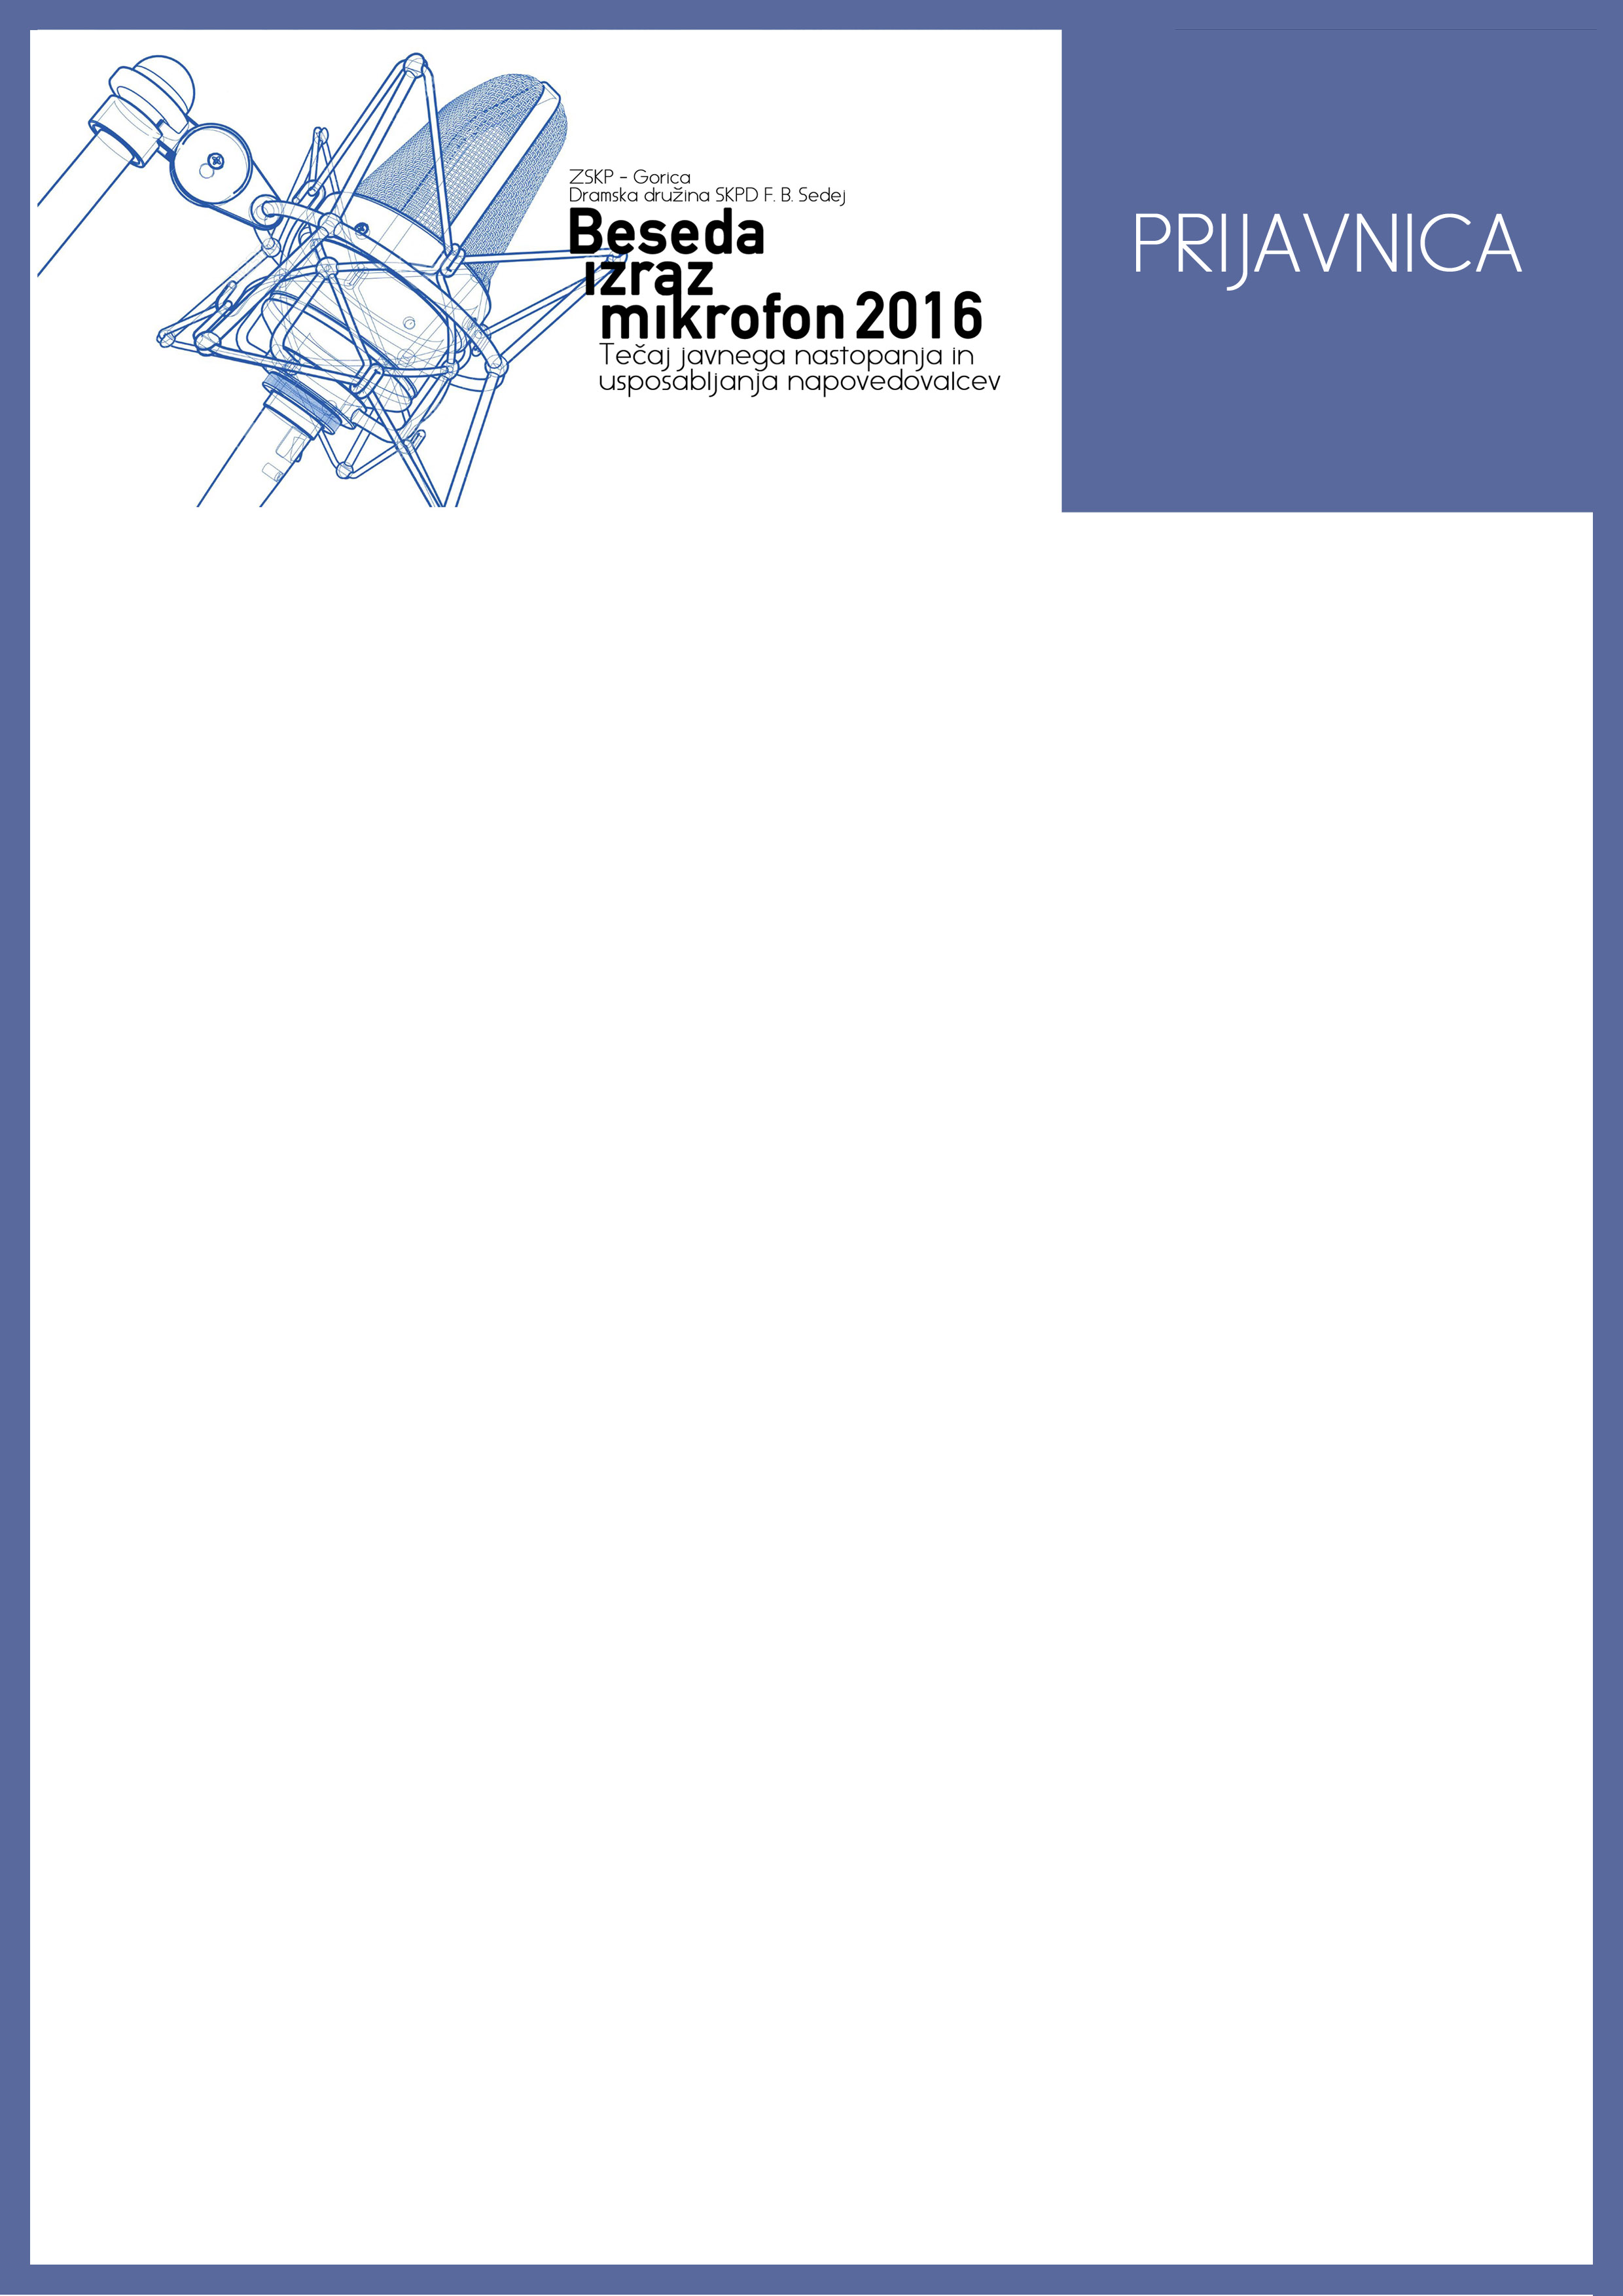 ZSKP - Gorica
Dramska družina SKPD F. B. Sedej
Beseda
izraz
mikrofon 2016
Tečaj javnega nastopanja in
usposabljanja napovedovalcev
PRIJAVNICA